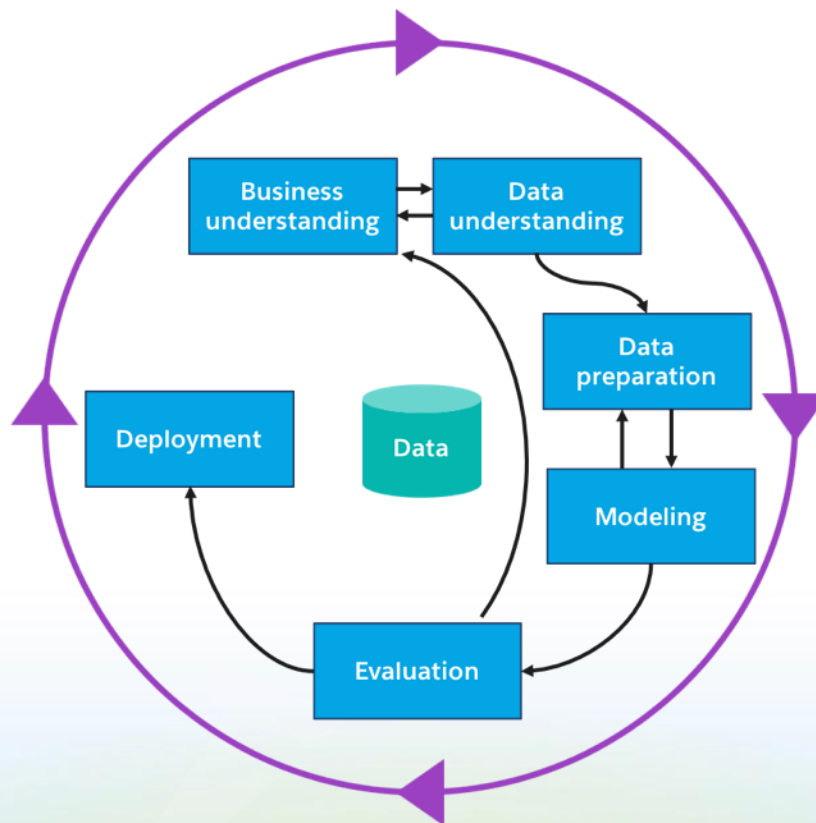 Business
understanding
Data
understanding
Data
preparation
Deployment
Data
Modeling
Evaluation